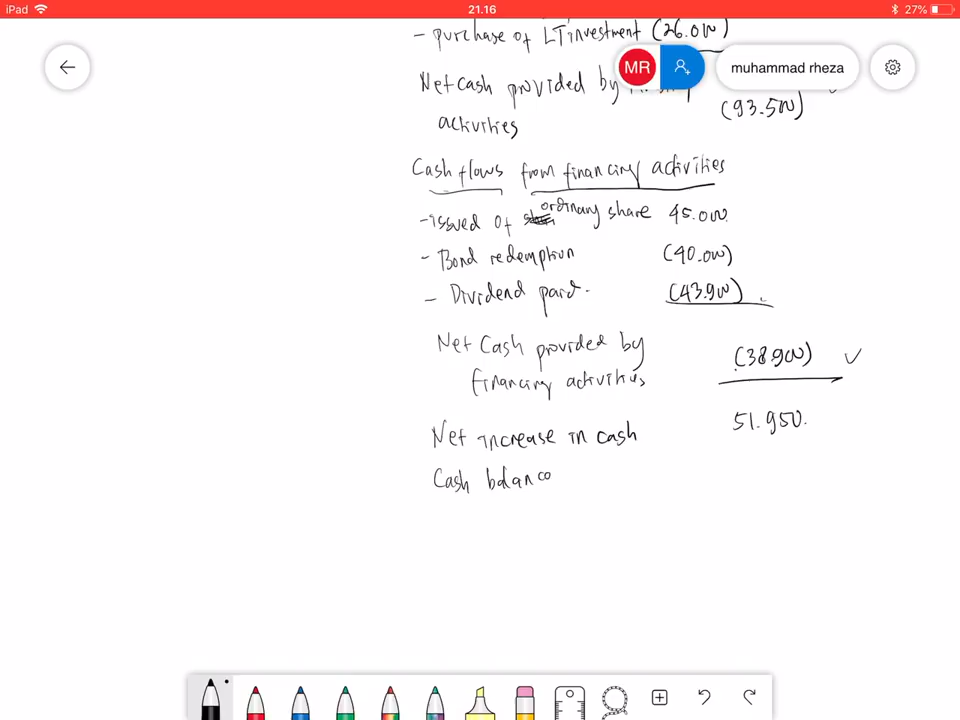 iPad
21.16
27%
- purchase of LT investment (26.000)
MR
muhammad rheza
Net Cash provided by
activities
(93.500)
Cash flows from financing activities
- issued of ordinary share 45.000
- Bond redemption (40.000)
- Dividend paid. (43.900)
Net Cash provided by
financing activities
(38.900) ✓
Net increase in cash 51.950.
Cash balance